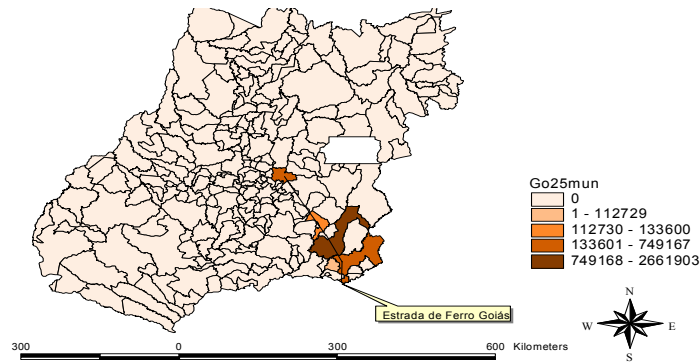 Go25mun
0
1 - 112729
112730 - 133600
133601 - 749167
749168 - 2661903
Estrada de Ferro Goiás
N
W E
S
300 0 300 600 Kilometers